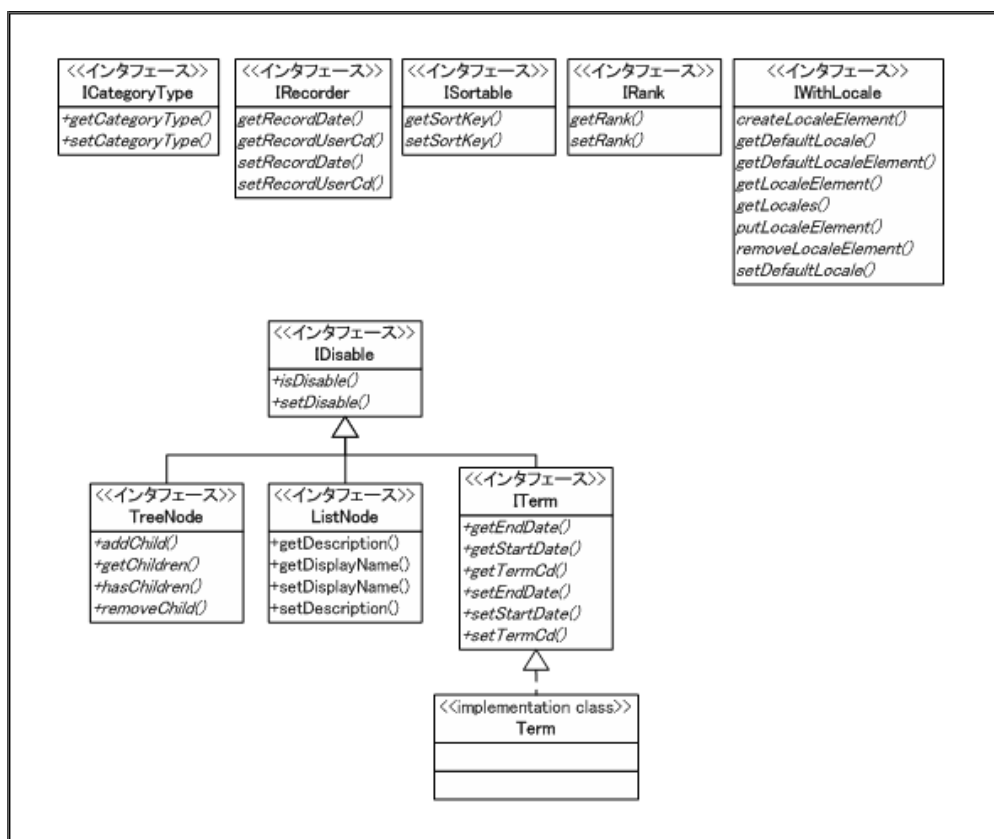 <<インタフェース>>
ICategoryType
+getCategoryType()
+setCategoryType()
<<インタフェース>>
IRecorder
getRecordDate()
getRecordUserCd()
setRecordDate()
setRecordUserCd()
<<インタフェース>>
ISortable
getSortKey()
setSortKey()
<<インタフェース>>
IRank
getRank()
setRank()
<<インタフェース>>
IWithLocale
createLocaleElement()
getDefaultLocale()
getDefaultLocaleElement()
getLocaleElement()
getLocales()
putLocaleElement()
removeLocaleElement()
setDefaultLocale()
<<インタフェース>>
IDisable
+isDisable()
+setDisable()
<<インタフェース>>
TreeNode
+addChild()
+getChildren()
+hasChildren()
+removeChild()
<<インタフェース>>
ListNode
+getDescription()
+getDisplayName()
+setDisplayName()
+setDescription()
<<インタフェース>>
ITerm
+getEndDate()
+getStartDate()
+getTermCd()
+setEndDate()
+setStartDate()
+setTermCd()
<<implementation class>>
Term